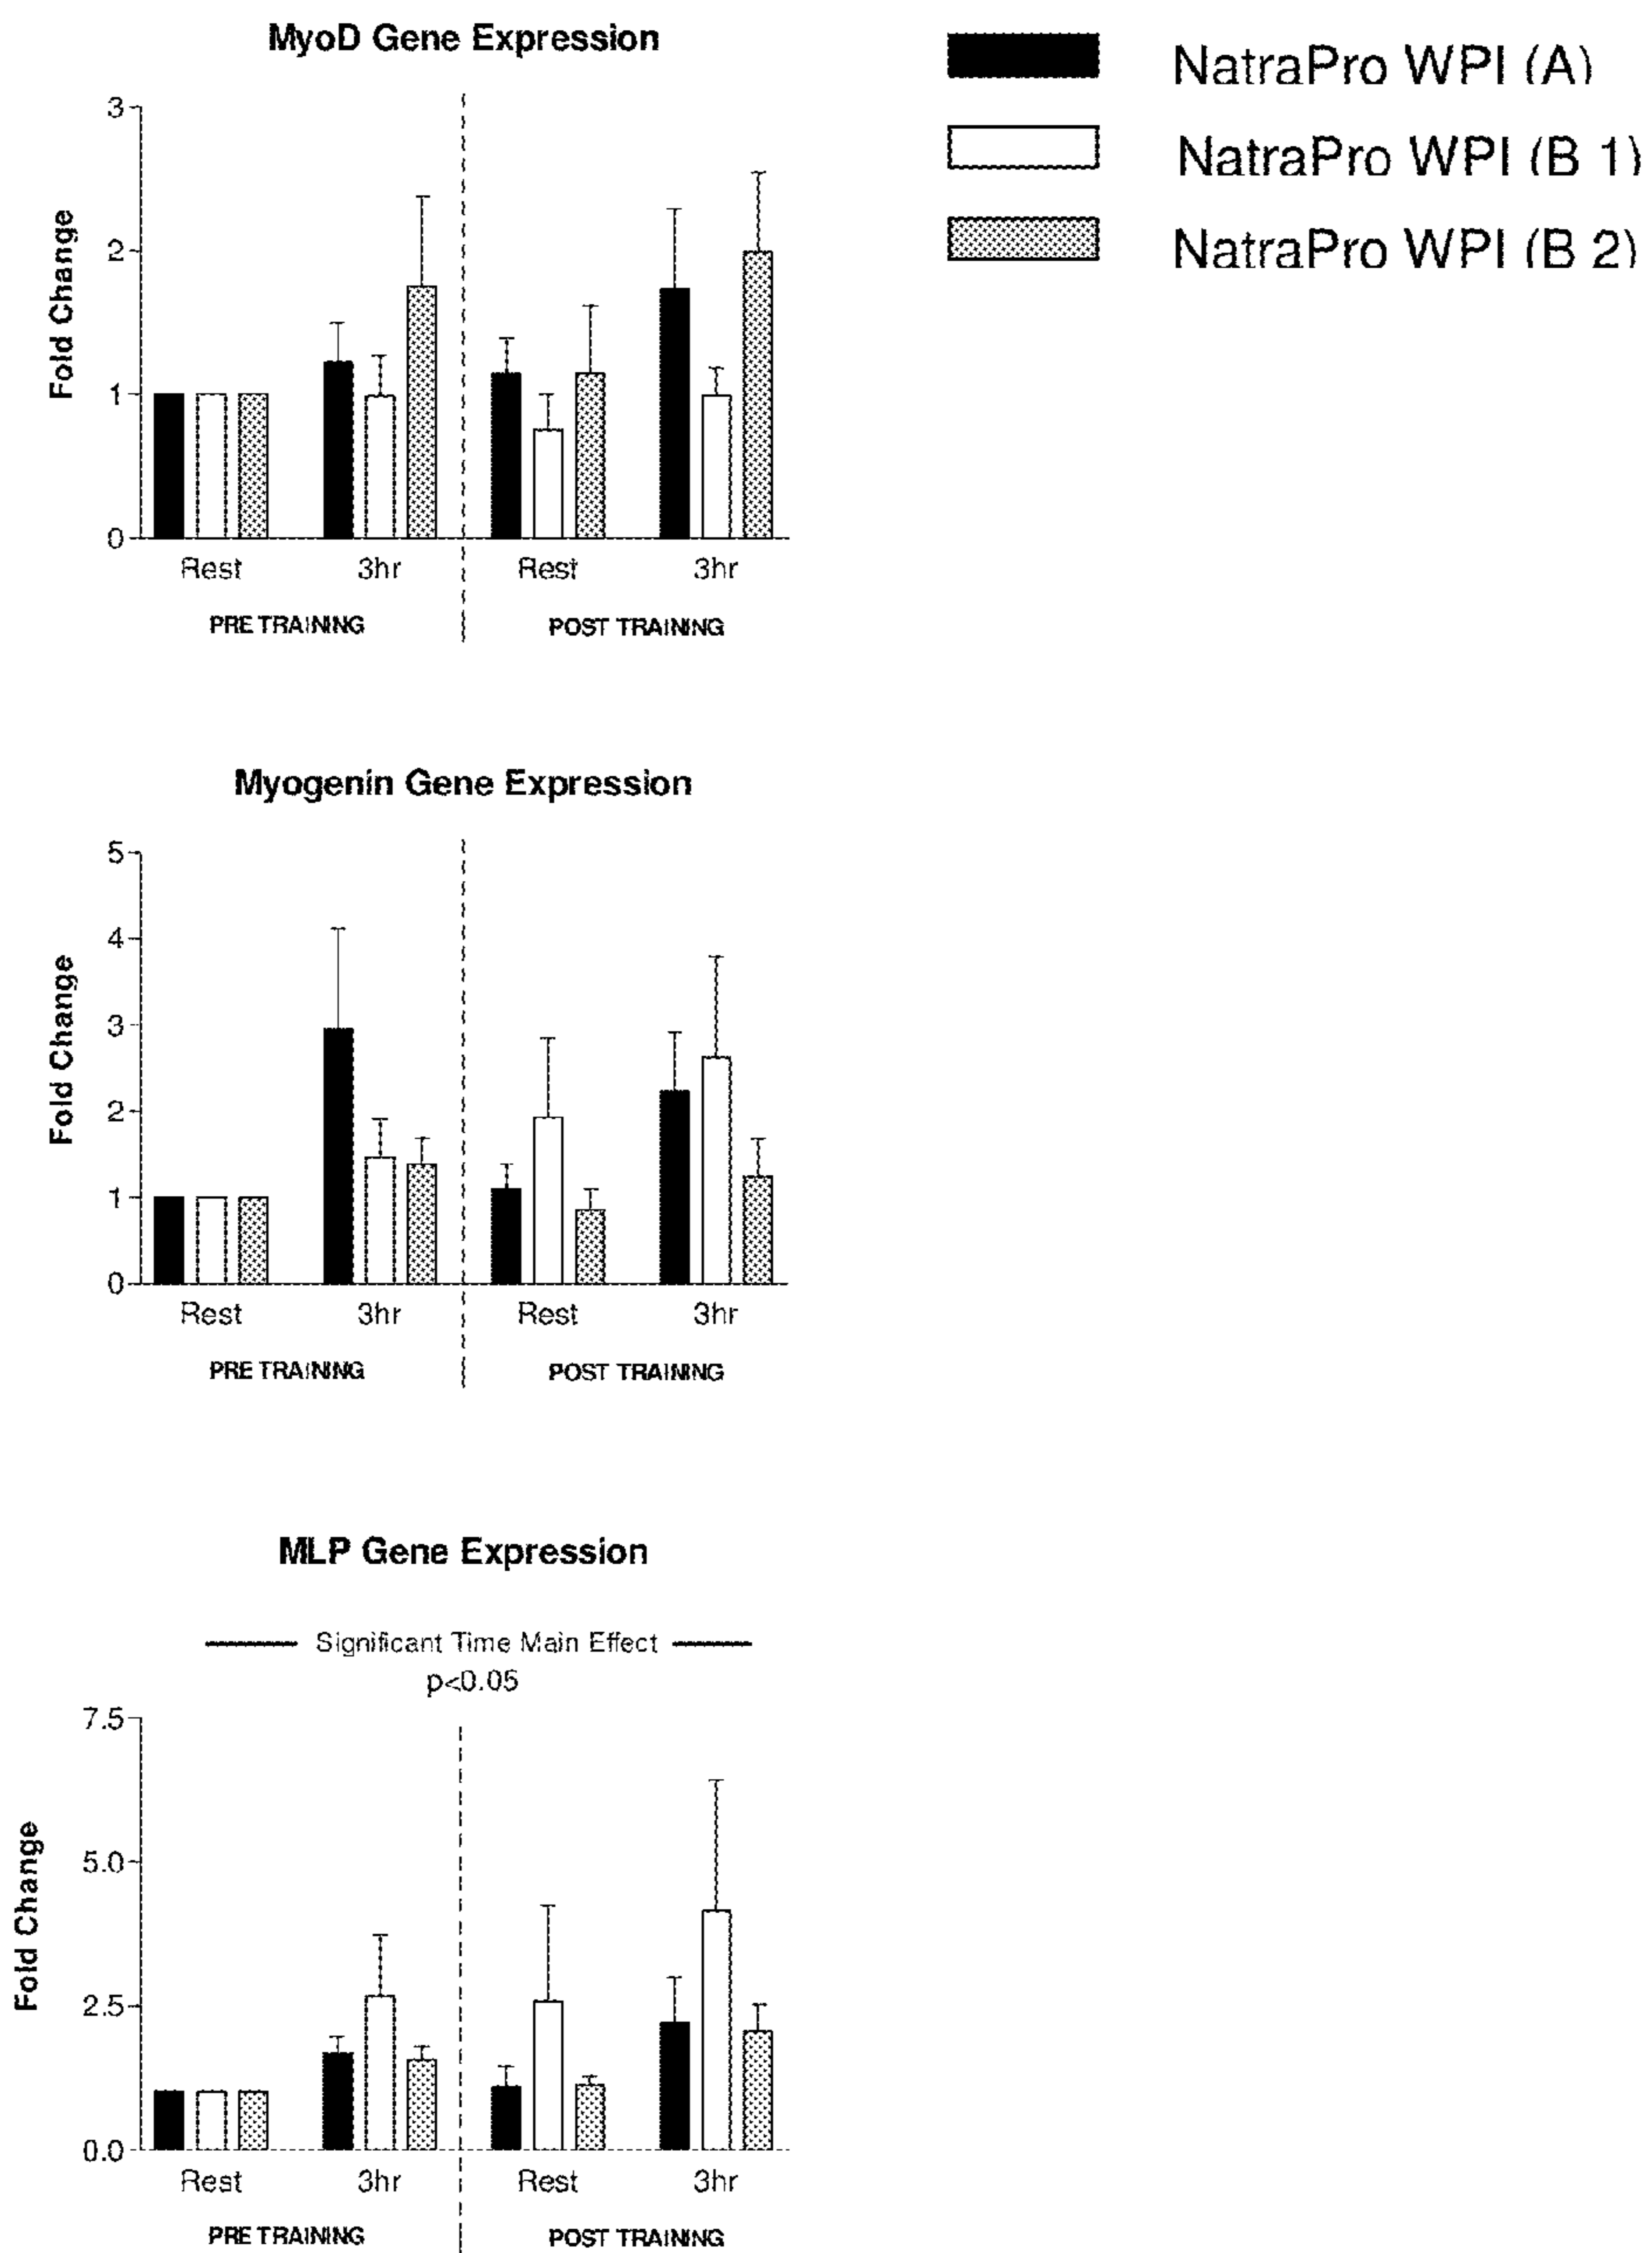 MyoD Gene Expression
NatraPro WPI (A)
NatraPro WPI (B 1)
NatraPro WPI (B 2)
Fold Change
3
2
1
0
Rest 3hr Rest 3hr
PRE TRAINING POST TRAINING
Myogenin Gene Expression
Fold Change
5
4
3
2
1
0
Rest 3hr Rest 3hr
PRE TRAINING POST TRAINING
MLP Gene Expression
Significant Time Main Effect
p<0.05
Fold Change
7.5
5.0
2.5
0.0
Rest 3hr Rest 3hr
PRE TRAINING POST TRAINING